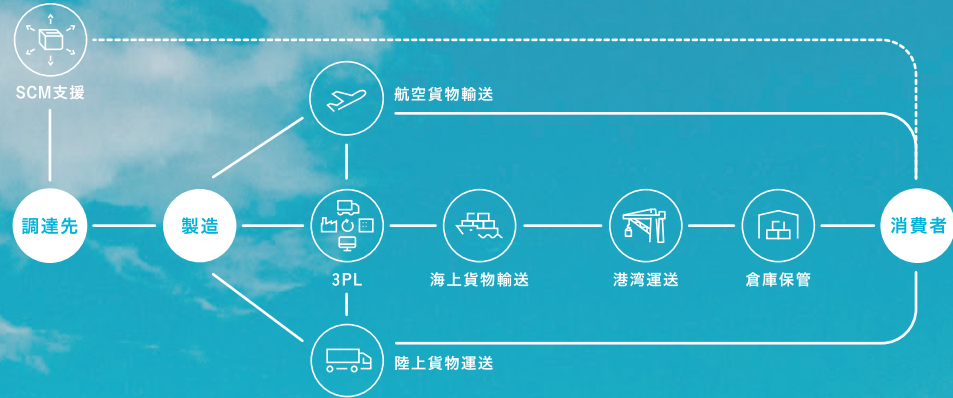 SCM支援
航空貨物輸送
調達先
製造
消費者
3PL
海上貨物輸送
港湾運送
倉庫保管
陸上貨物運送